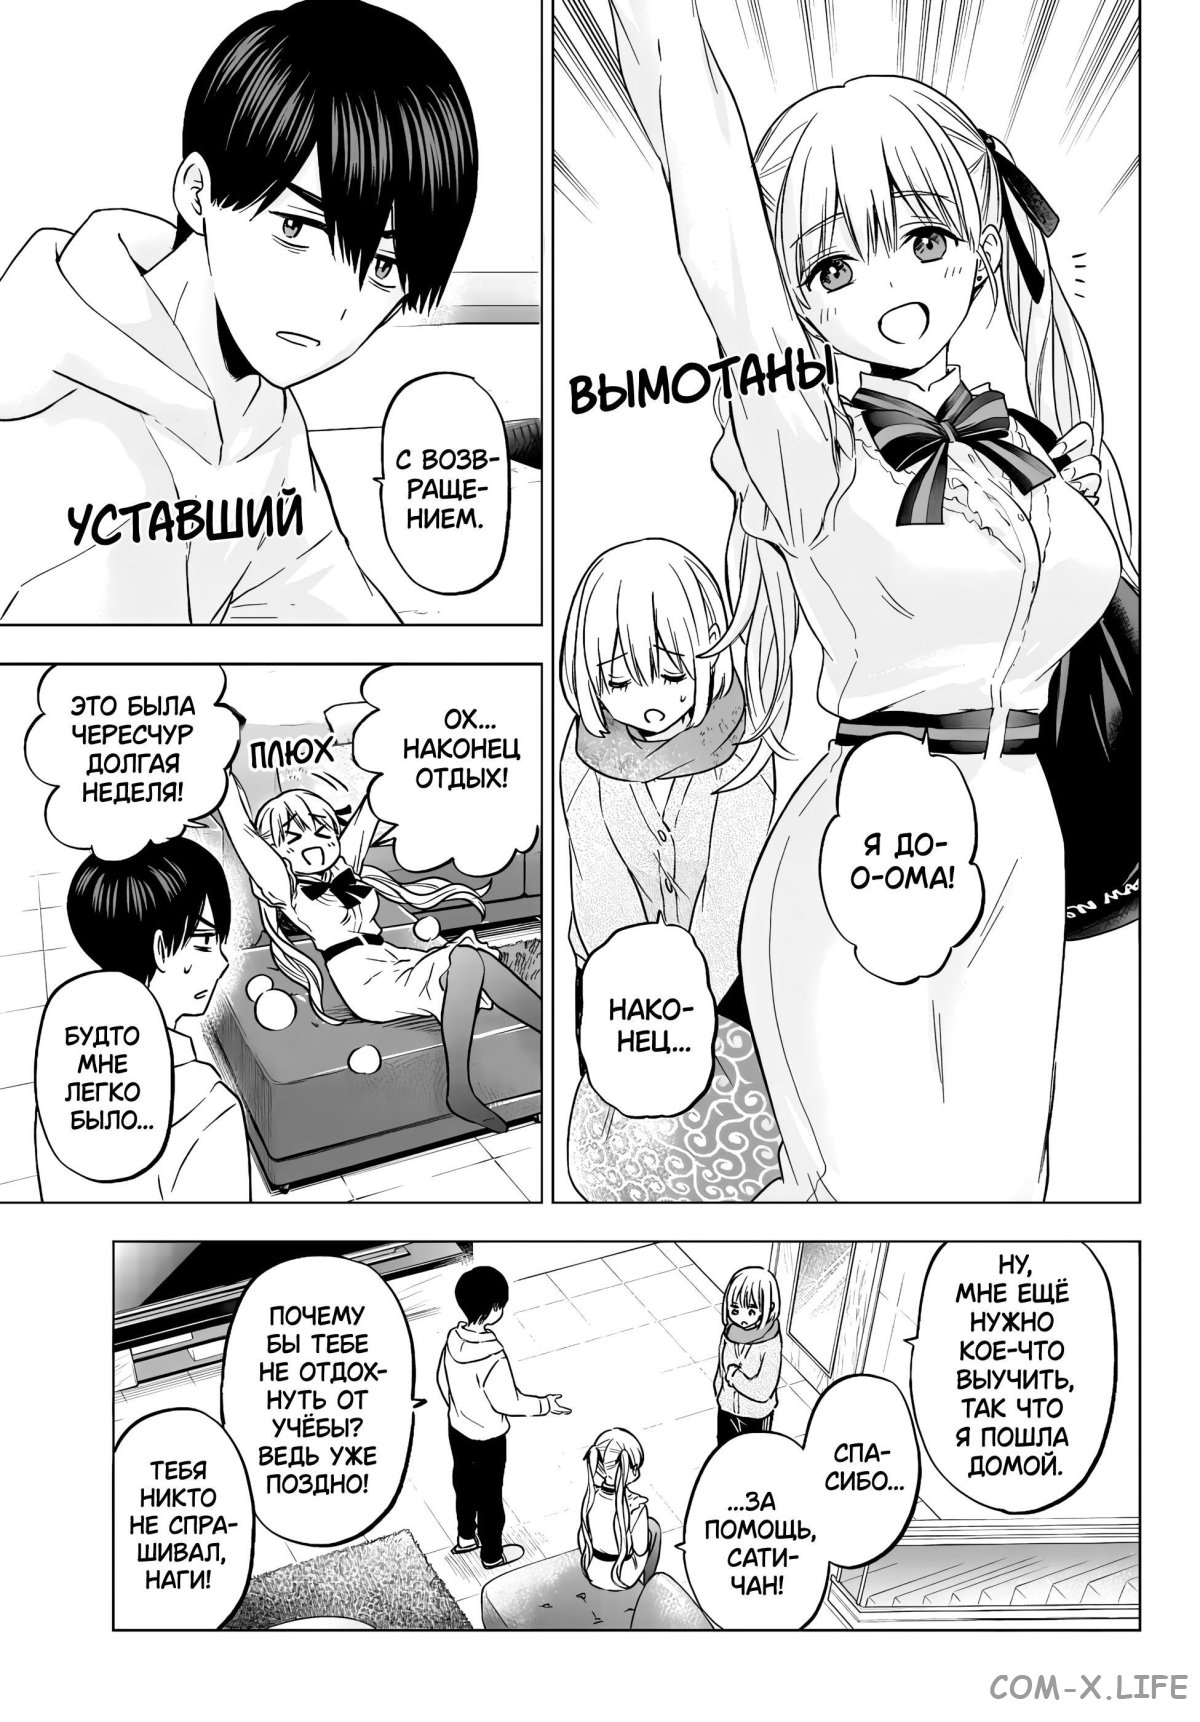 ВЫМОТАНЫ
Я ДО-
О-ОМА!
НАКО-
НЕЦ...
С ВОЗВ-
РАЩЕ-
НИЕМ.
УСТАВШИЙ
ОХ...
НАКОНЕЦ
ОТДЫХ!
ПЛЮХ
ЭТО БЫЛА
ЧЕРЕСЧУР
ДОЛГАЯ
НЕДЕЛЯ!
БУДТО
МНЕ
ЛЕГКО
БЫЛО...
НУ,
МНЕ ЕЩЁ
НУЖНО
КОЕ-ЧТО
ВЫУЧИТЬ,
ТАК ЧТО
Я ПОШЛА
ДОМОЙ.
СПА-
СИБО...
...ЗА
ПОМОЩЬ,
САТИ-
ЧАН!
ПОЧЕМУ
БЫ ТЕБЕ
НЕ ОТДОХ-
НУТЬ ОТ
УЧЁБЫ?
ВЕДЬ УЖЕ
ПОЗДНО!
ТЕБЯ
НИКТО
НЕ СПРА-
ШИВАЛ,
НАГИ!
COM-X.LIFE